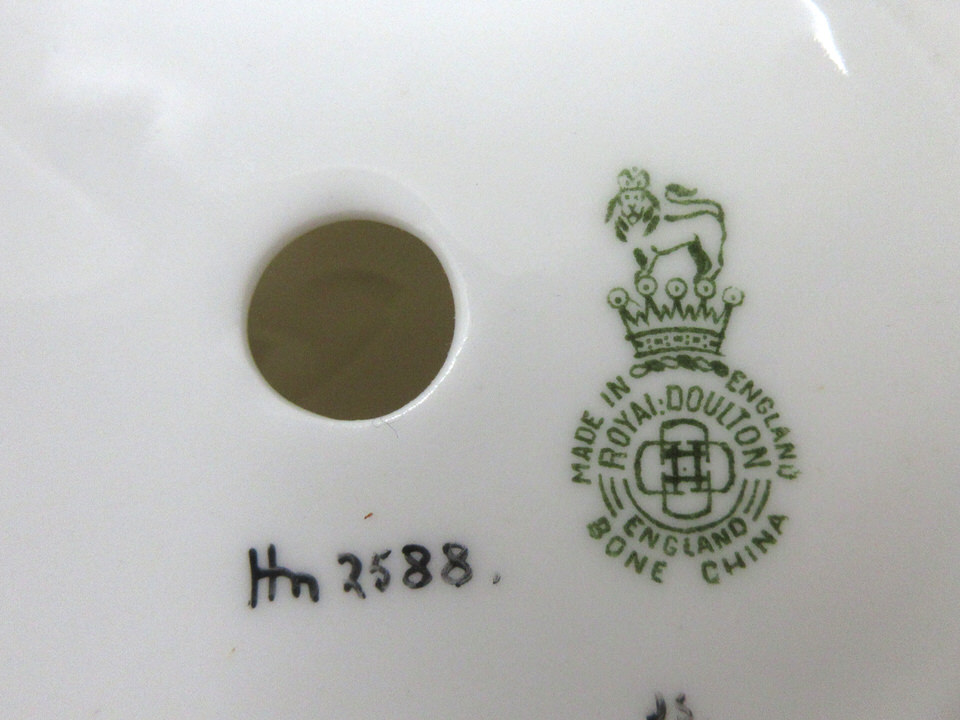 Hn 2588.
MADE IN ENGLAND
ROYAL DOULTON
ENGLAND
BONE CHINA